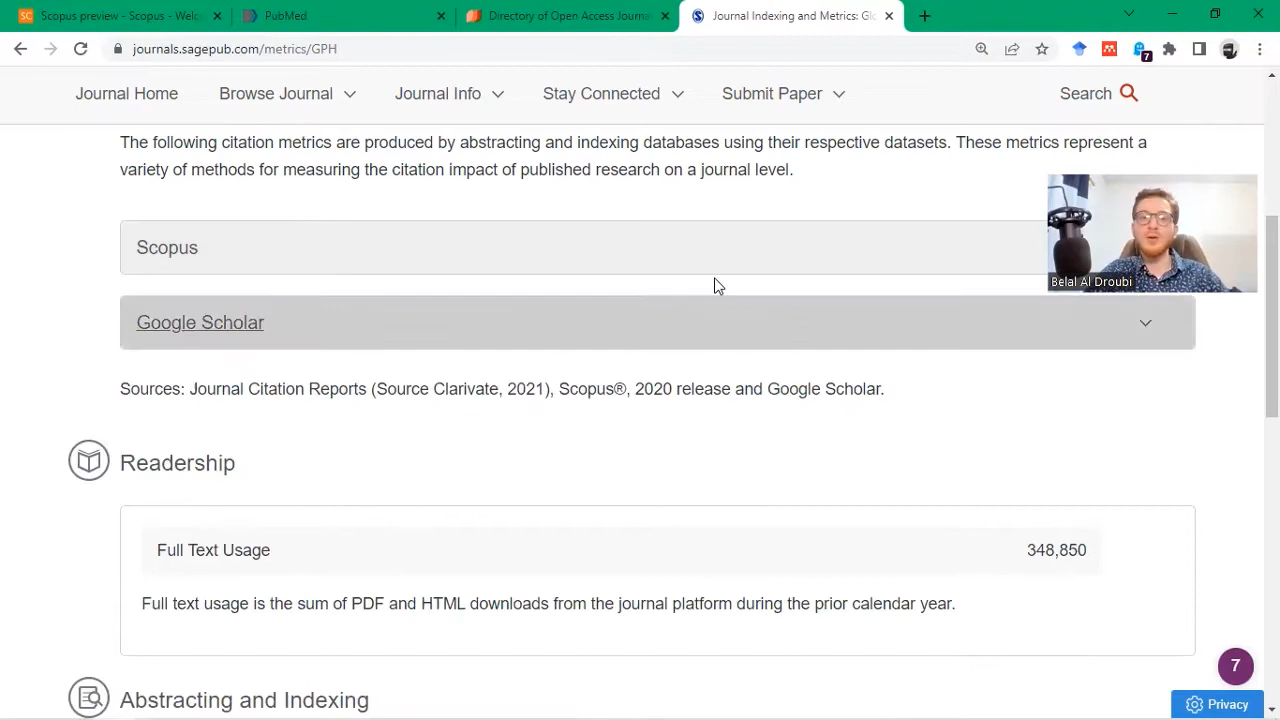 Scopus preview - Scopus - Welc
PubMed
Directory of Open Access Journa
Journal Indexing and Metrics: Glo
journals.sagepub.com/metrics/GPH
7
Journal Home
Browse Journal
Journal Info
Stay Connected
Submit Paper
Search
The following citation metrics are produced by abstracting and indexing databases using their respective datasets. These metrics represent a
variety of methods for measuring the citation impact of published research on a journal level.
Scopus
Belal Al Droubi
Google Scholar
Sources: Journal Citation Reports (Source Clarivate, 2021), Scopus®, 2020 release and Google Scholar.
Readership
Full Text Usage 348,850
Full text usage is the sum of PDF and HTML downloads from the journal platform during the prior calendar year.
7
Abstracting and Indexing
Privacy